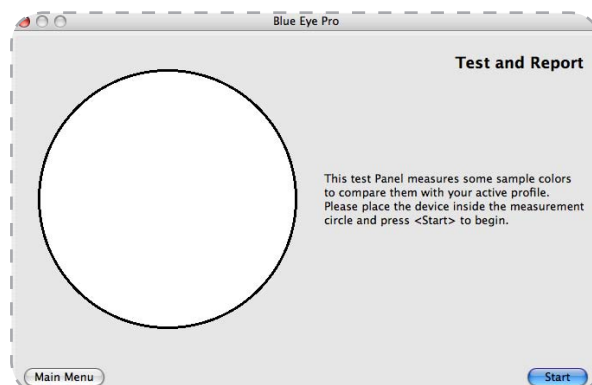 Blue Eye Pro
Test and Report
This test Panel measures some sample colors
to compare them with your active profile.
Please place the device inside the measurement
circle and press <Start> to begin.
Main Menu
Start